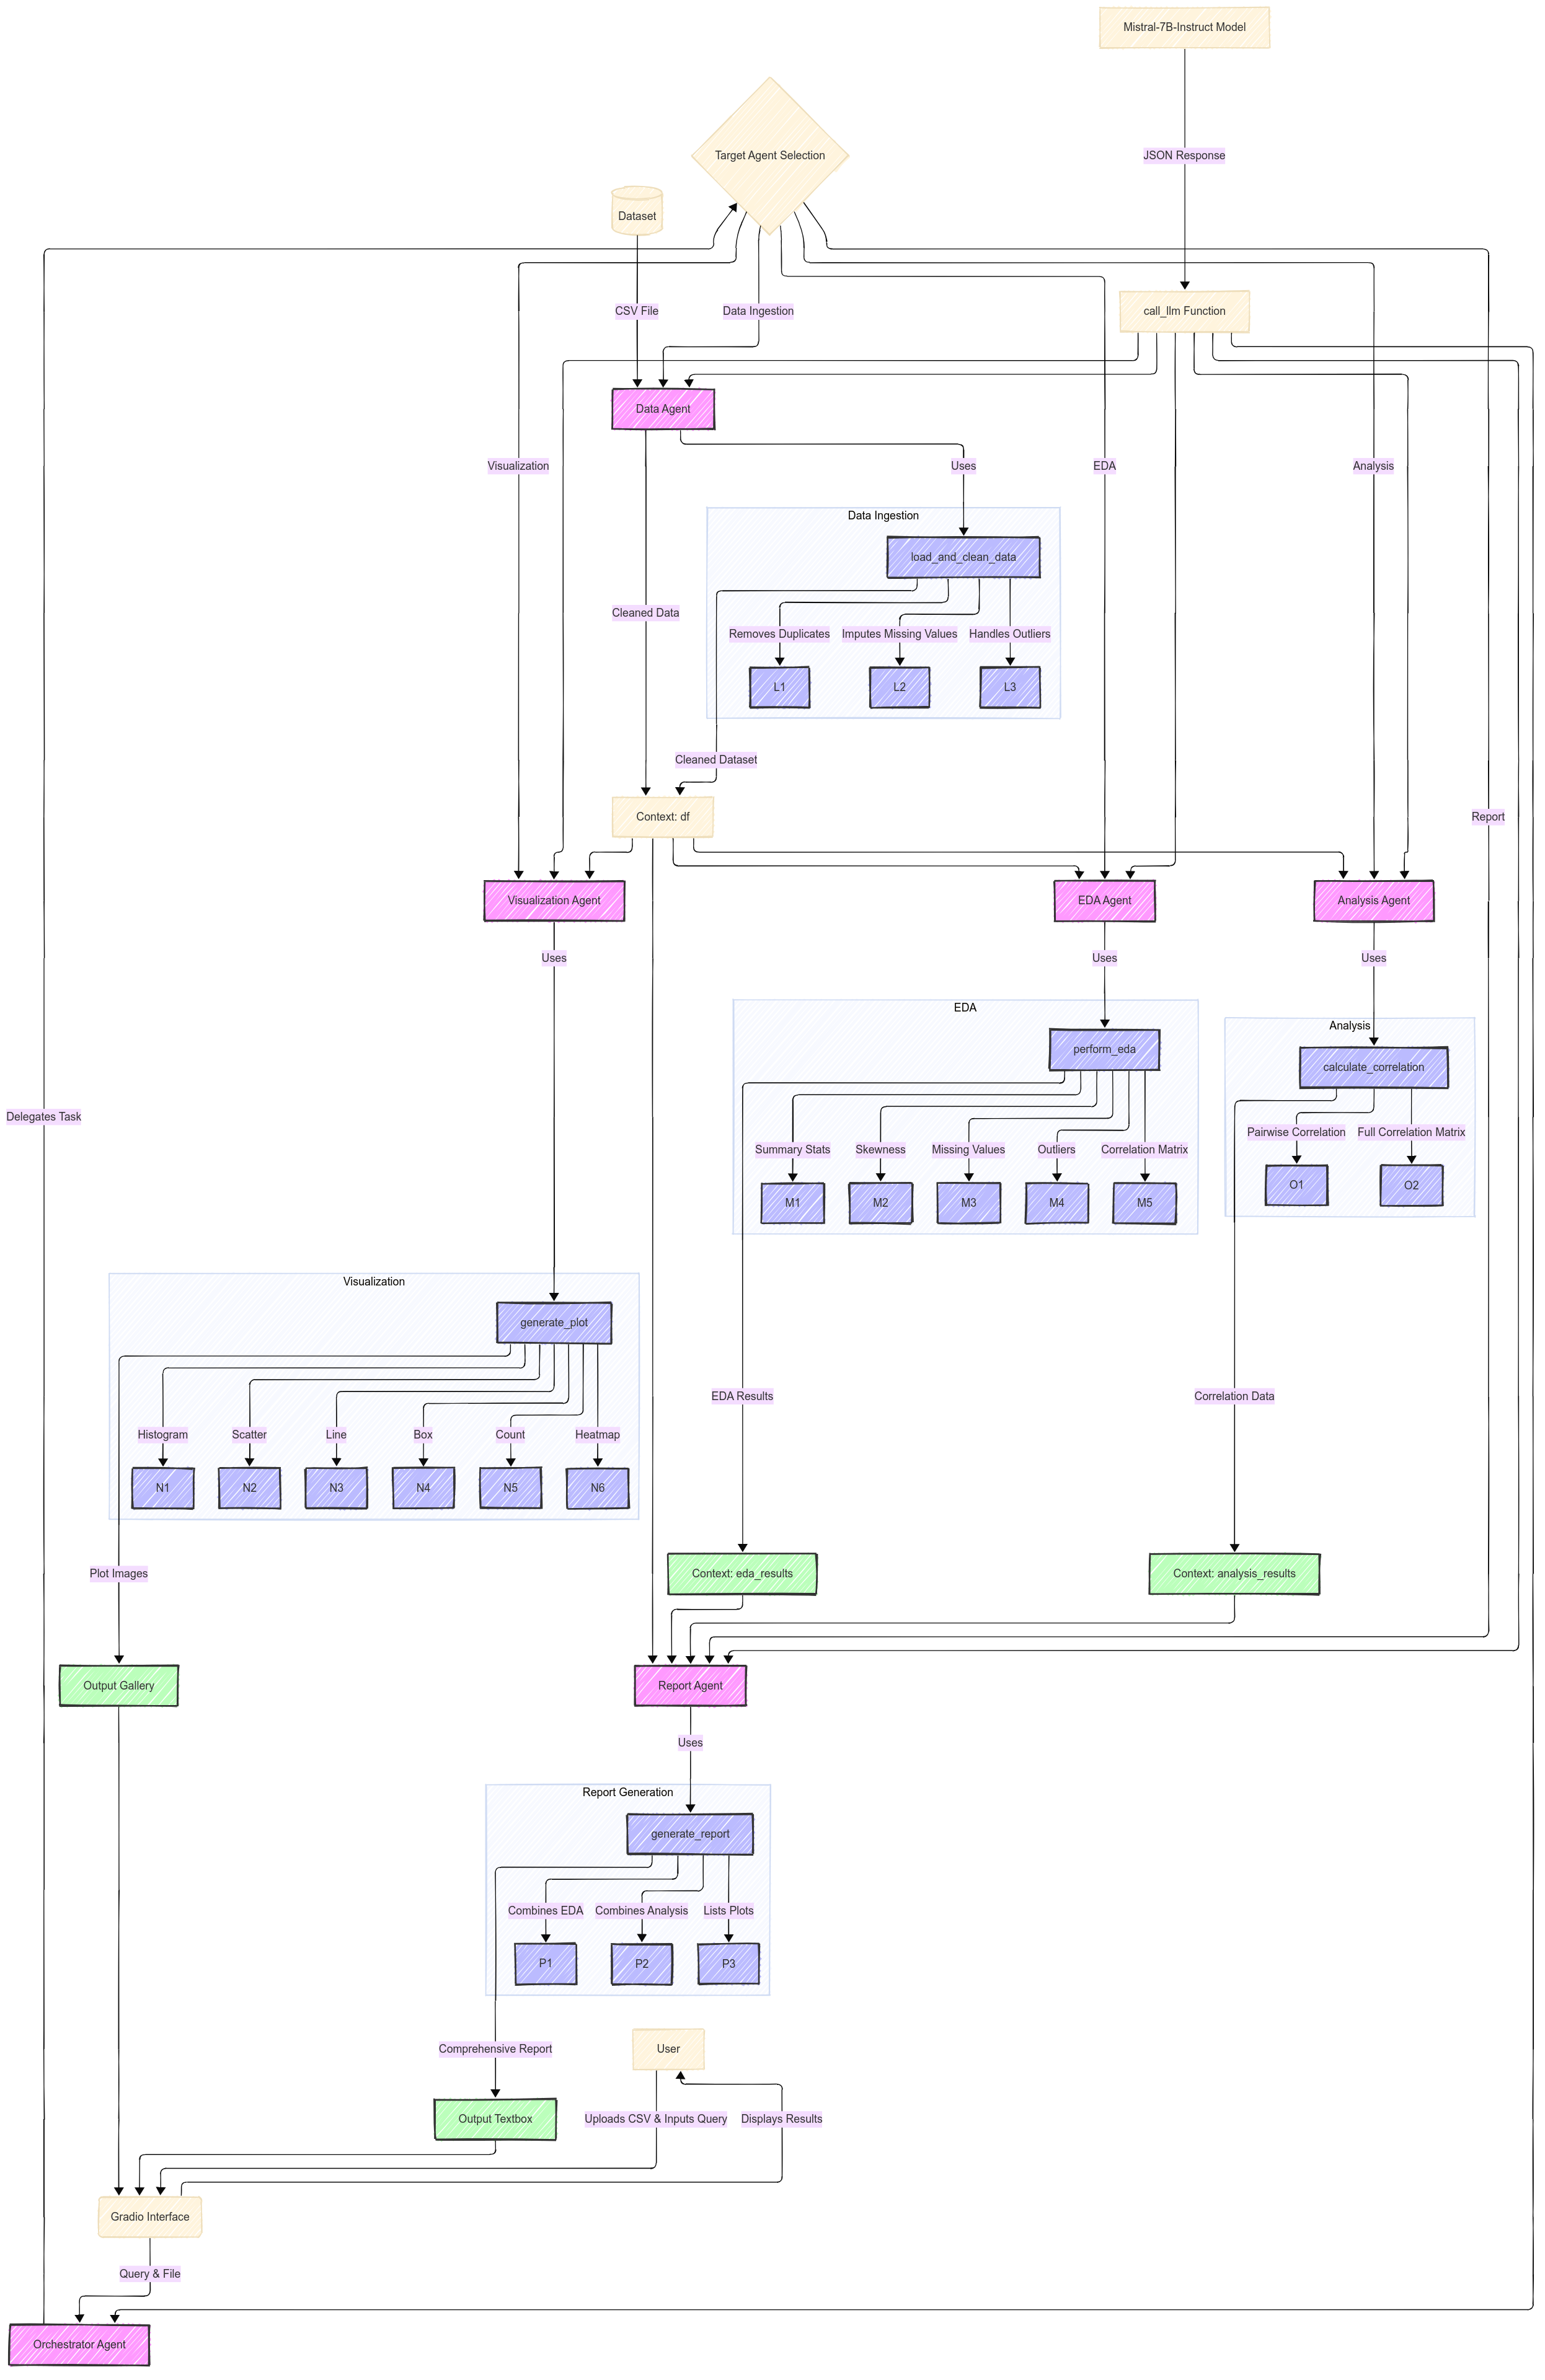 Mistral-7B-Instruct Model
Target Agent Selection
JSON Response
Dataset
CSV File
Data Ingestion
call_llm Function
Data Agent
Visualization
Uses
EDA
Analysis
Data Ingestion
load_and_clean_data
Cleaned Data
Removes Duplicates
Imputes Missing Values
Handles Outliers
L1
L2
L3
Cleaned Dataset
Context: df
Report
Visualization Agent
EDA Agent
Analysis Agent
Uses
Uses
Uses
EDA
Analysis
perform_eda
calculate_correlation
Delegates Task
Summary Stats
Skewness
Missing Values
Outliers
Correlation Matrix
Pairwise Correlation
Full Correlation Matrix
M1
M2
M3
M4
M5
O1
O2
Visualization
generate_plot
EDA Results
Correlation Data
Histogram
Scatter
Line
Box
Count
Heatmap
N1
N2
N3
N4
N5
N6
Plot Images
Context: eda_results
Context: analysis_results
Output Gallery
Report Agent
Uses
Report Generation
generate_report
Combines EDA
Combines Analysis
Lists Plots
P1
P2
P3
Comprehensive Report
User
Output Textbox
Uploads CSV & Inputs Query
Displays Results
Gradio Interface
Query & File
Orchestrator Agent